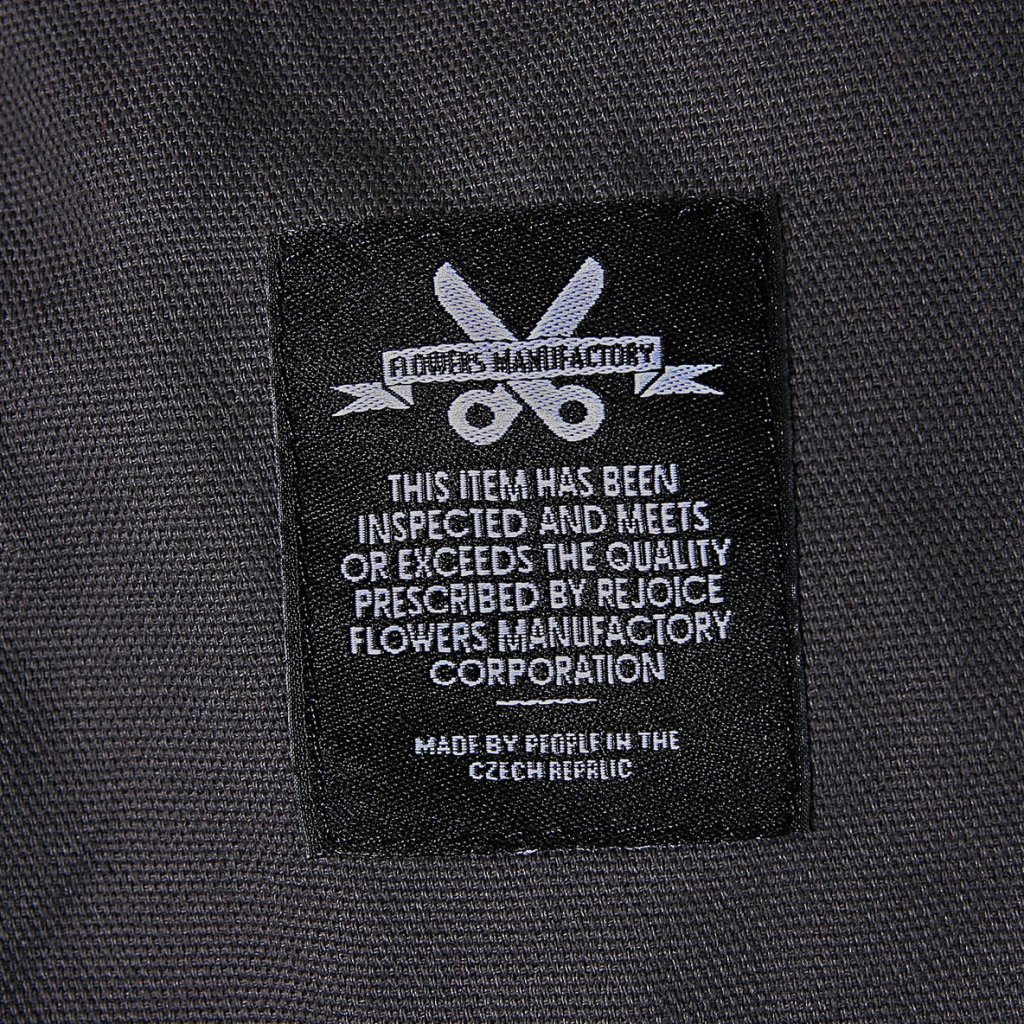 FLOWERS MANUFACTORY
THIS ITEM HAS BEEN
INSPECTED AND MEETS
OR EXCEEDS THE QUALITY
PRESCRIBED BY REJOICE
FLOWERS MANUFACTORY
CORPORATION
MADE BY PEOPLE IN THE
CZECH REPRLIC